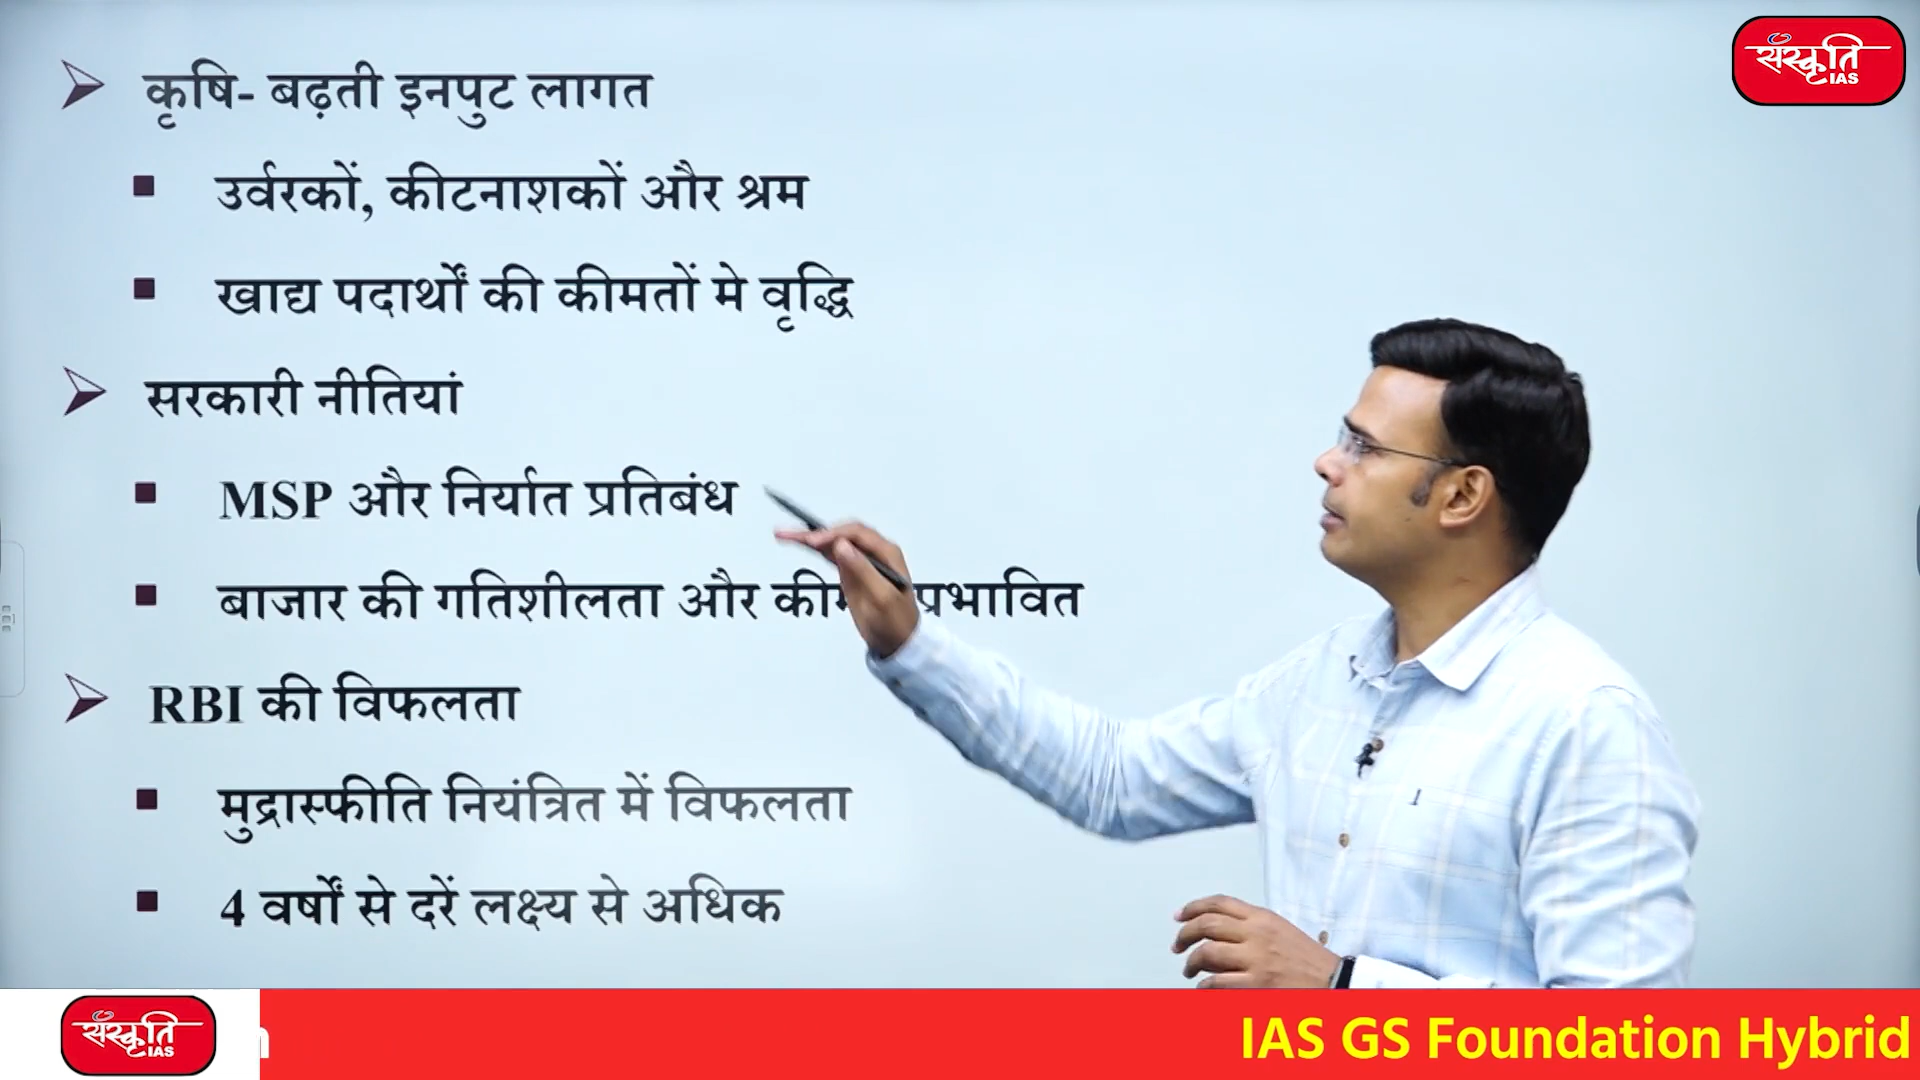 संस्कृति
IAS
कृषि- बढ़ती इनपुट लागत
उर्वरकों, कीटनाशकों और श्रम
खाद्य पदार्थों की कीमतों मे वृद्धि
सरकारी नीतियां
MSP और निर्यात प्रतिबंध
बाजार की गतिशीलता और प्रभावित
RBI की विफलता
मुद्रास्फीति नियंत्रित में विफलता
4 वर्षों से दरें लक्ष्य से अधिक
संस्कृति
IAS
IAS GS Foundation Hybrid